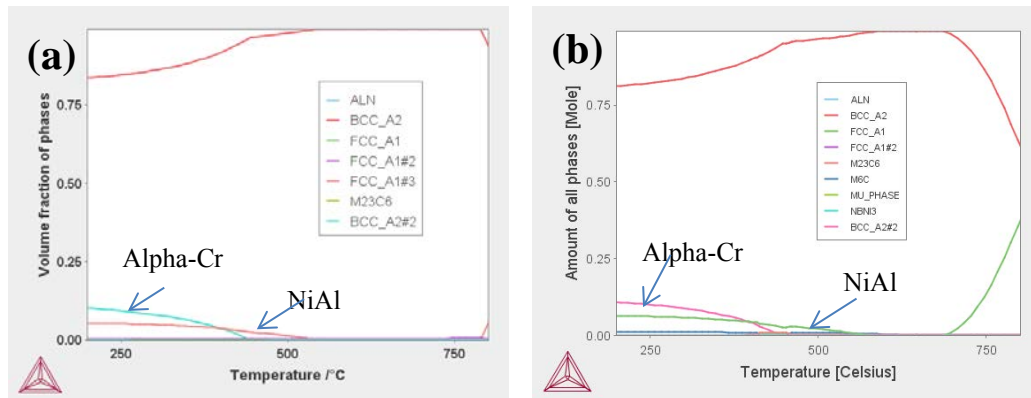 (a)
Volume fraction of phases
0.75
0.50
0.25
0.00
250
500
750
Temperature /°C
ALN
BCC_A2
FCC_A1
FCC_A1#2
FCC_A1#3
M23C6
BCC_A2#2
Alpha-Cr
NiAl
(b)
Amount of all phases [Mole]
0.75
0.50
0.25
0.00
250
500
750
Temperature [Celsius]
ALN
BCC_A2
FCC_A1
FCC_A1#2
M23C6
M6C
MU_PHASE
NBNI3
BCC_A2#2
Alpha-Cr
NiAl